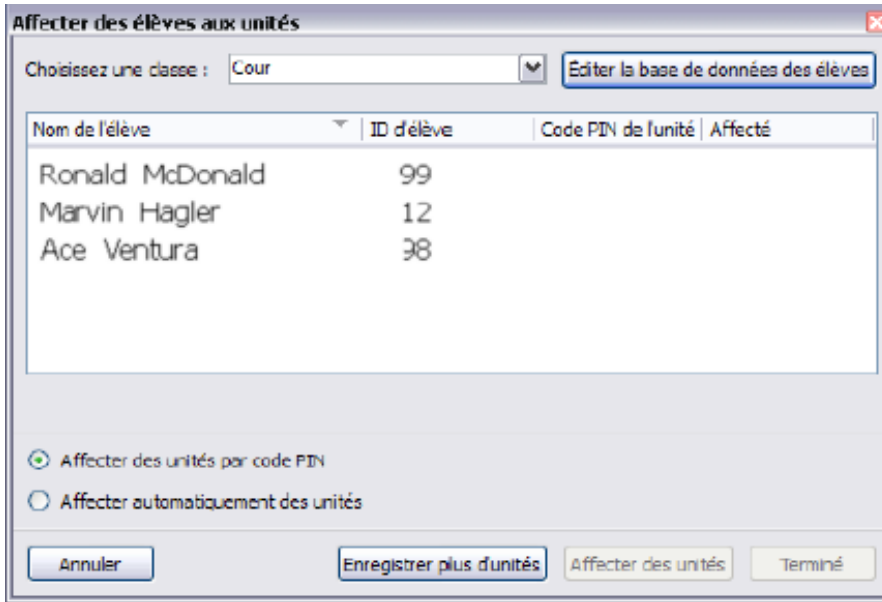 Affecter des élèves aux unités
Choisissez une classe : Cour Éditer la base de données des élèves
Nom de l'élève ID d'élève Code PIN de l'unité Affecté
Ronald McDonald 99
Marvin Hagler 12
Ace Ventura 98
Affecter des unités par code PIN
Affecter automatiquement des unités
Annuler Enregistrer plus d'unités Affecter des unités Terminé